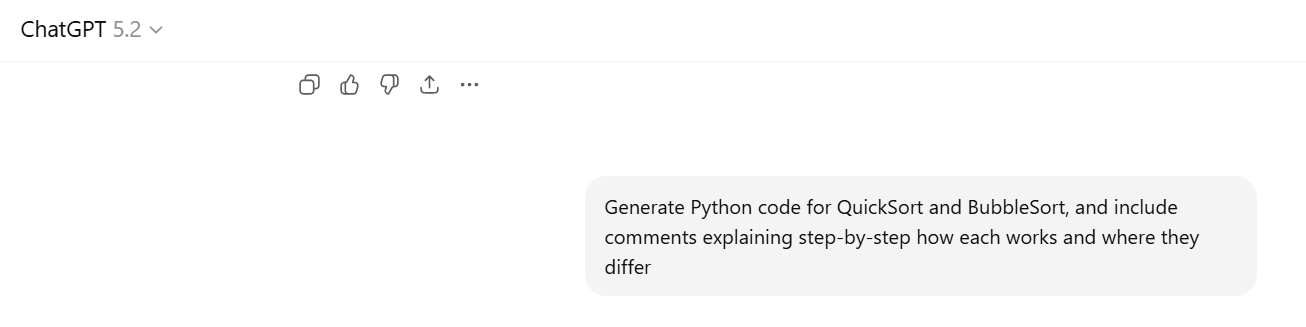 ChatGPT 5.2
Generate Python code for QuickSort and BubbleSort, and include
comments explaining step-by-step how each works and where they
differ